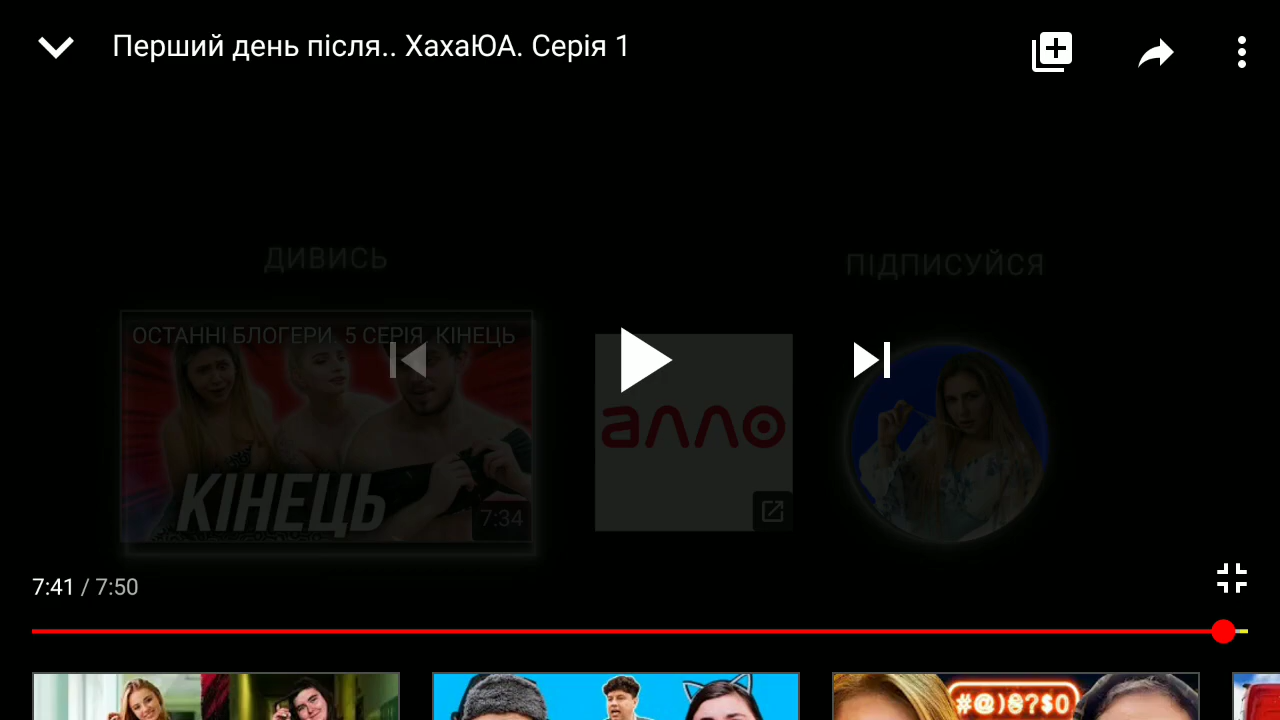 Перший день після.. ХахаЮА. Серія 1
ДИВИСЬ
ПІДПИСУЙСЯ
ОСТАННІ БЛОГЕРИ. 5 СЕРІЯ. КІНЕЦЬ
алло
КІНЕЦЬ
7:34
7:41 / 7:50
#@)&?$0